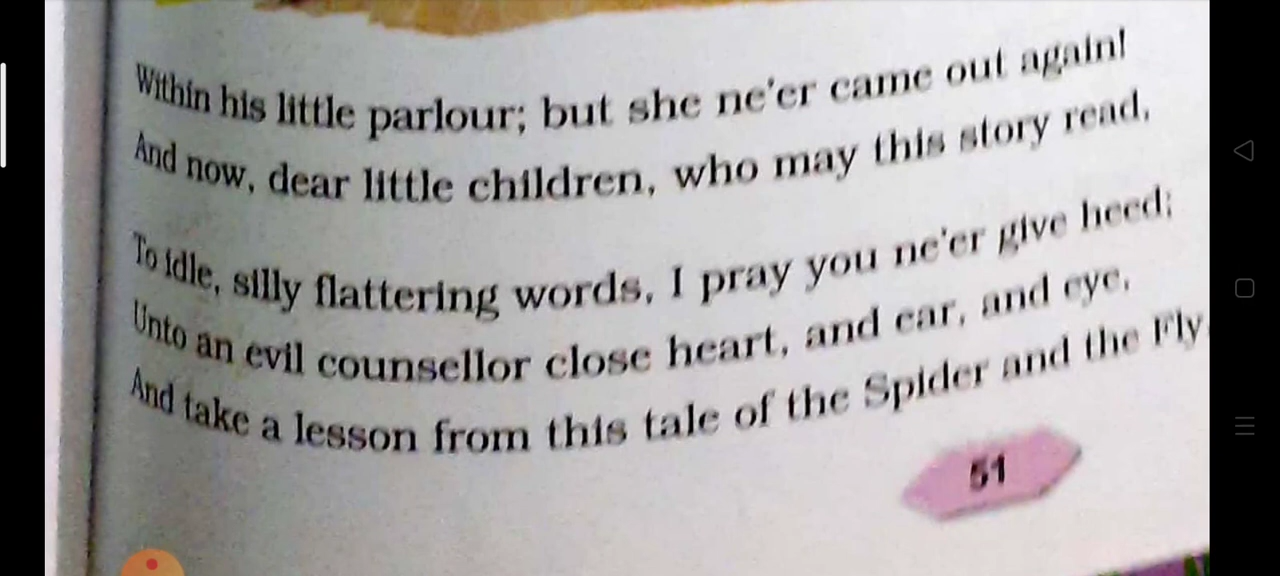 Within his little parlour; but she ne'er came out again!
And now, dear little children, who may this story read,
To idle, silly flattering words, I pray you ne'er give heed;
Unto an evil counsellor close heart, and ear, and eye,
And take a lesson from this tale of the Spider and the Fly.
51